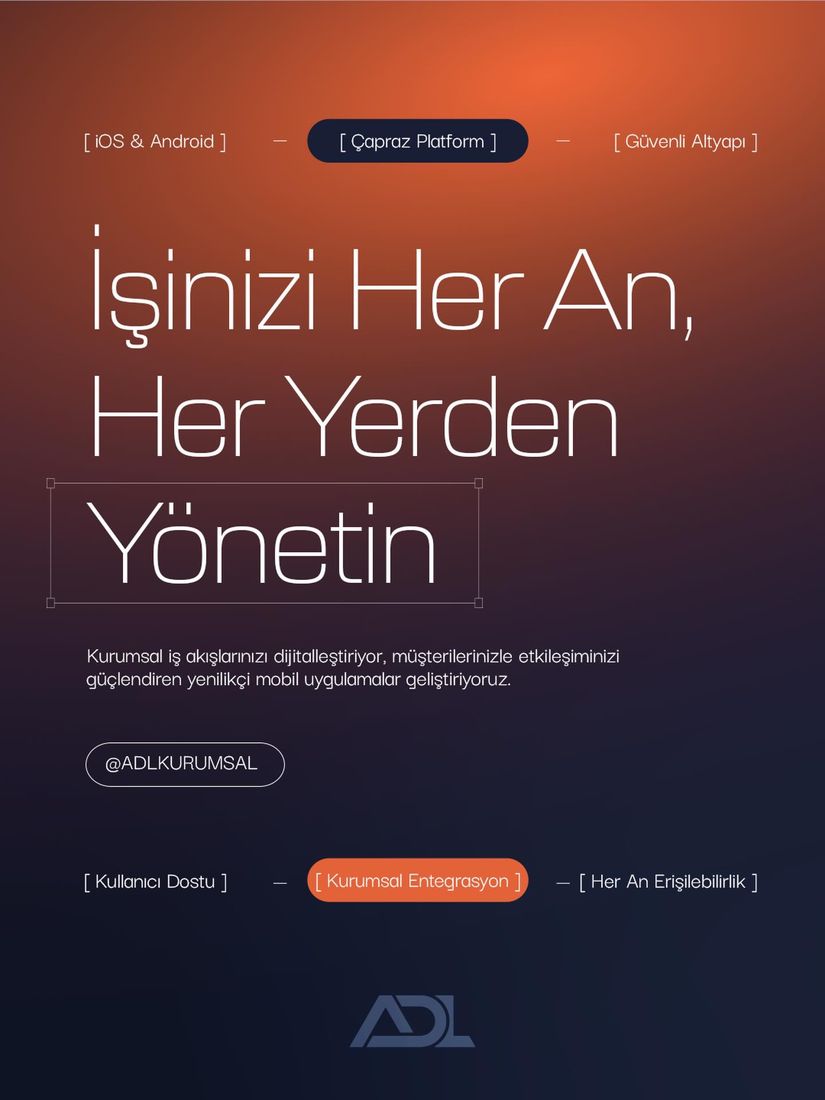 [ iOS & Android ] — [ Çapraz Platform ] — [ Güvenli Altyapı ]
İşinizi Her An,
Her Yerden
Yönetin
Kurumsal iş akışlarınızı dijitalleştiriyor, müşterilerinizle etkileşiminizi
güçlendiren yenilikçi mobil uygulamalar geliştiriyoruz.
@ADLKURUMSAL
[ Kullanıcı Dostu ] — [ Kurumsal Entegrasyon ] — [ Her An Erişilebilirlik ]
ADL